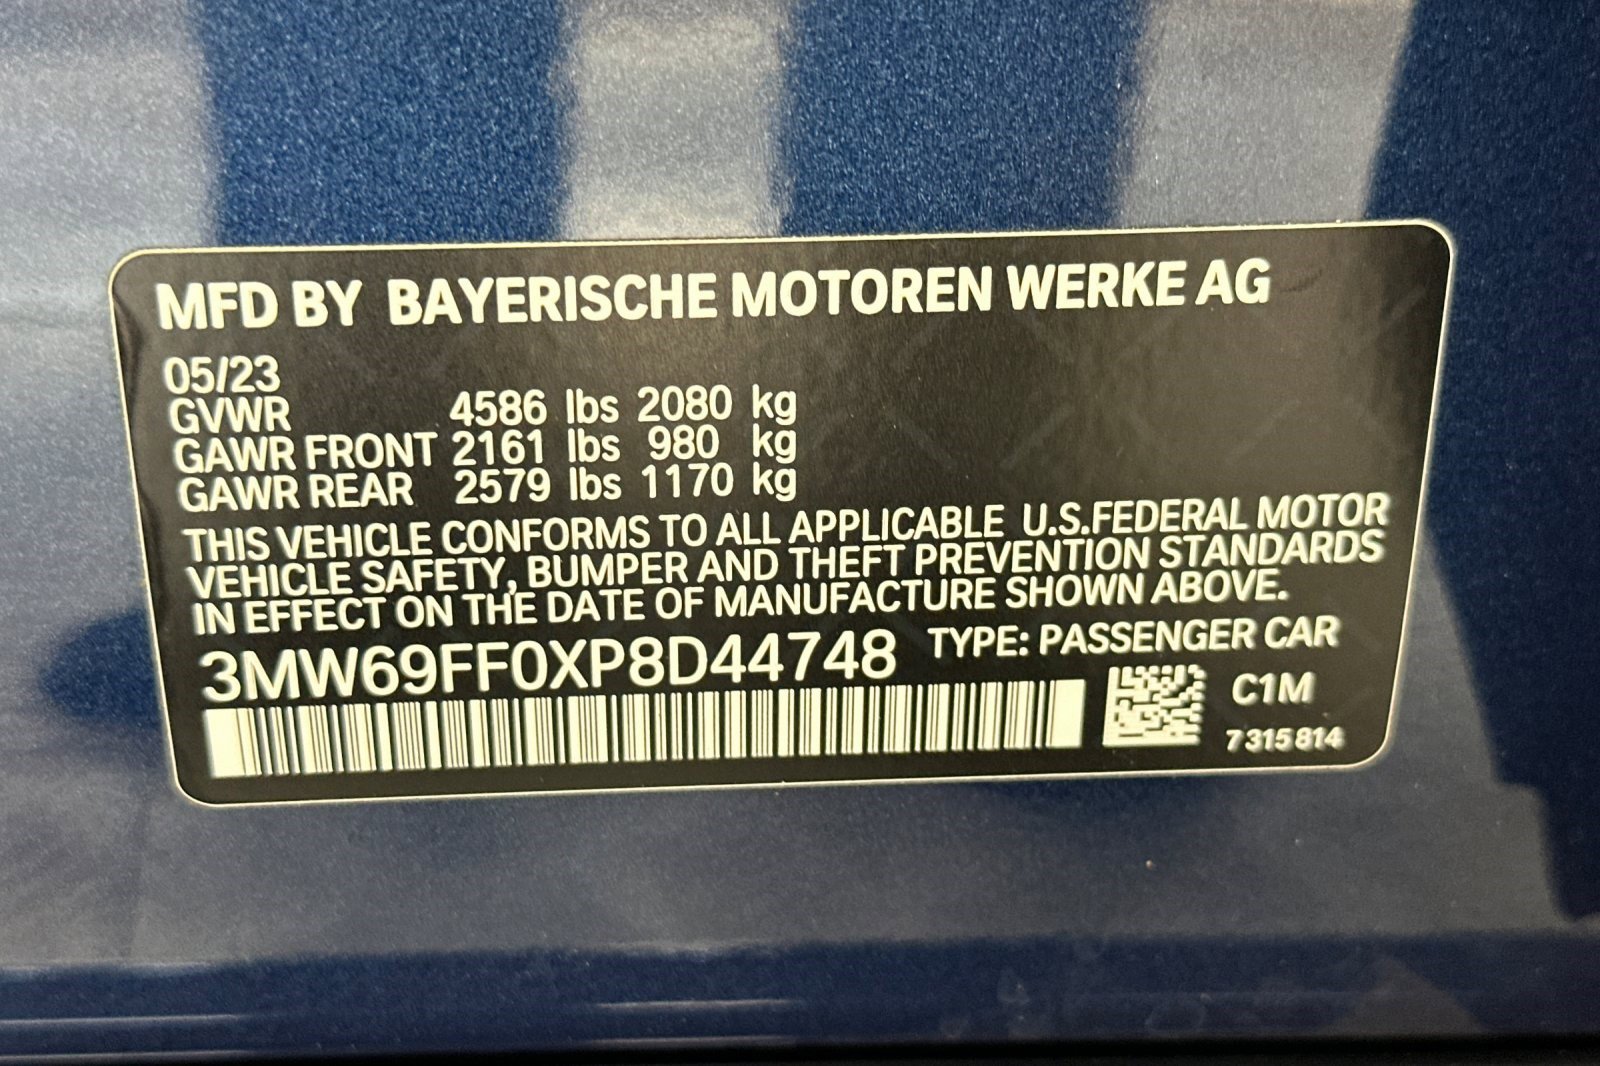 MFD BY BAYERISCHE MOTOREN WERKE AG
05/23
GVWR 4586 lbs 2080 kg
GAWR FRONT 2161 lbs 980 kg
GAWR REAR 2579 lbs 1170 kg
THIS VEHICLE CONFORMS TO ALL APPLICABLE U.S.FEDERAL MOTOR
VEHICLE SAFETY, BUMPER AND THEFT PREVENTION STANDARDS
IN EFFECT ON THE DATE OF MANUFACTURE SHOWN ABOVE.
3MW69FF0XP8D44748 TYPE: PASSENGER CAR
C1M
7315814